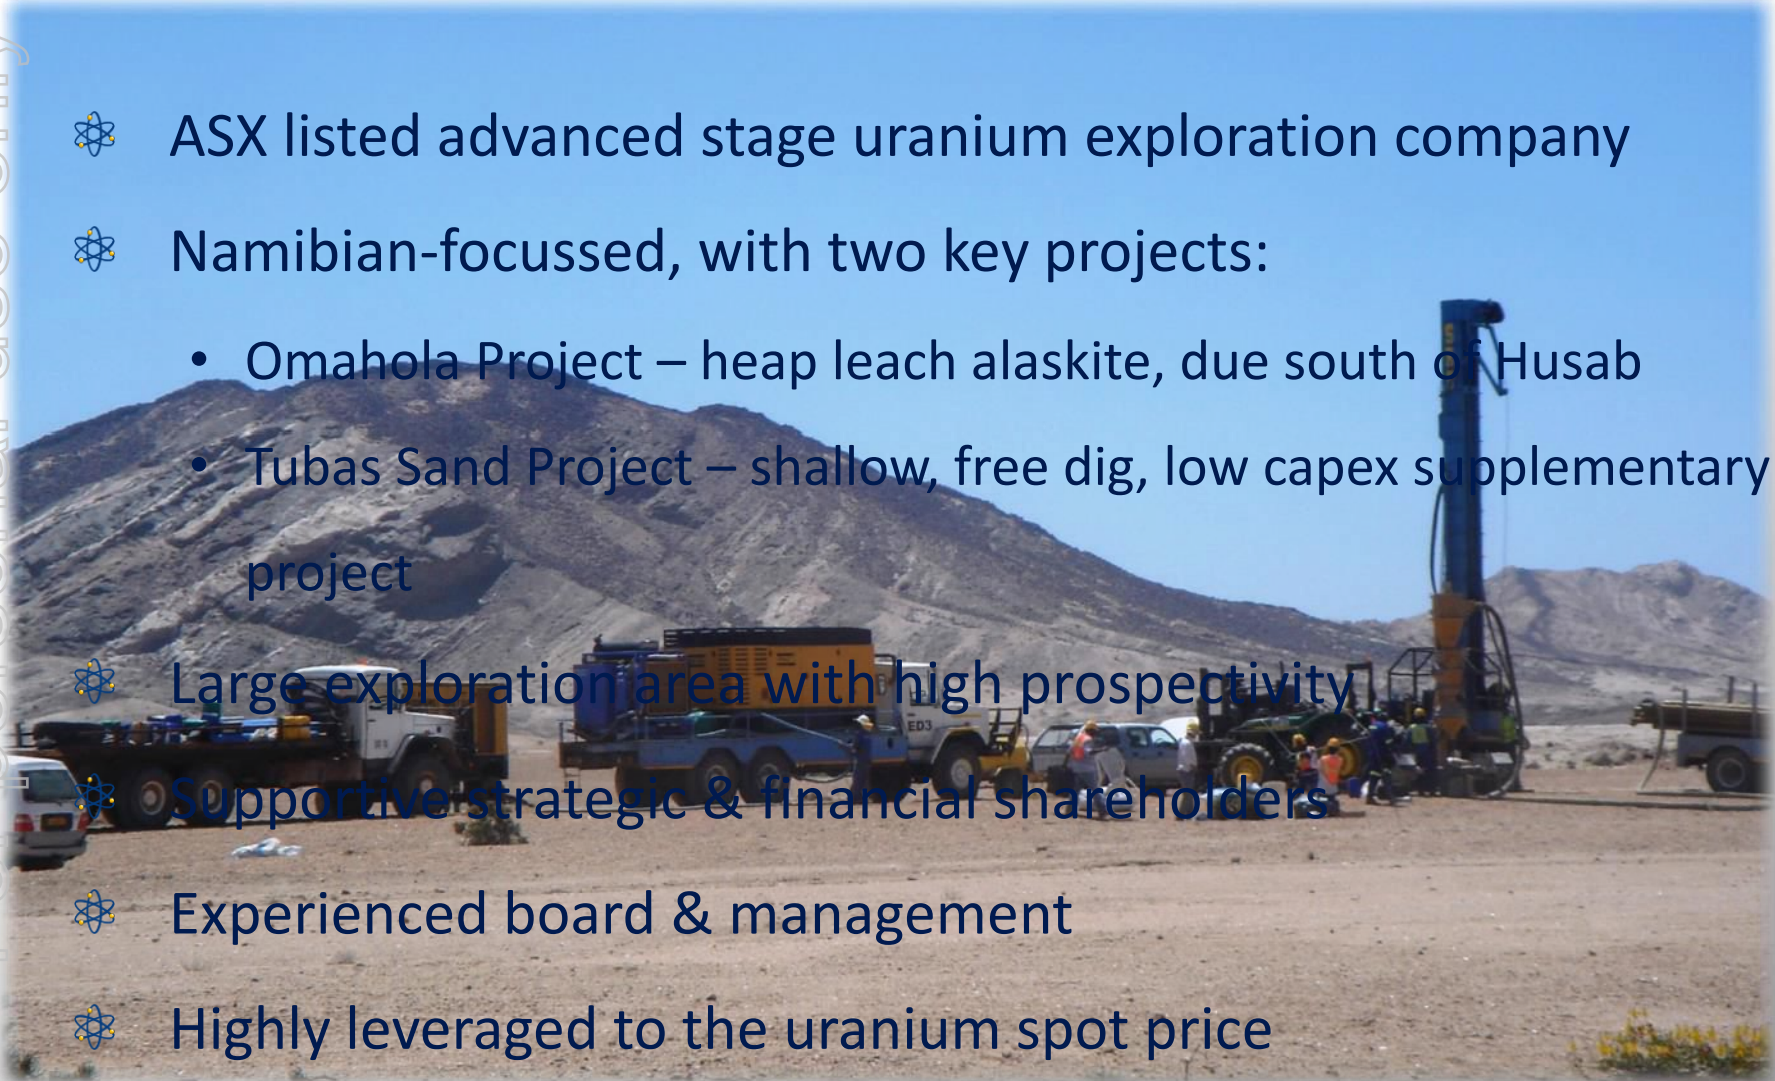 ASX listed advanced stage uranium exploration company
Namibian-focussed, with two key projects:
• Omahola Project – heap leach alaskite, due south of Husab
• Tubas Sand Project – shallow, free dig, low capex supplementary
project
Large exploration area with high prospectivity
ED3
Supportive strategic & financial shareholders
Experienced board & management
Highly leveraged to the uranium spot price